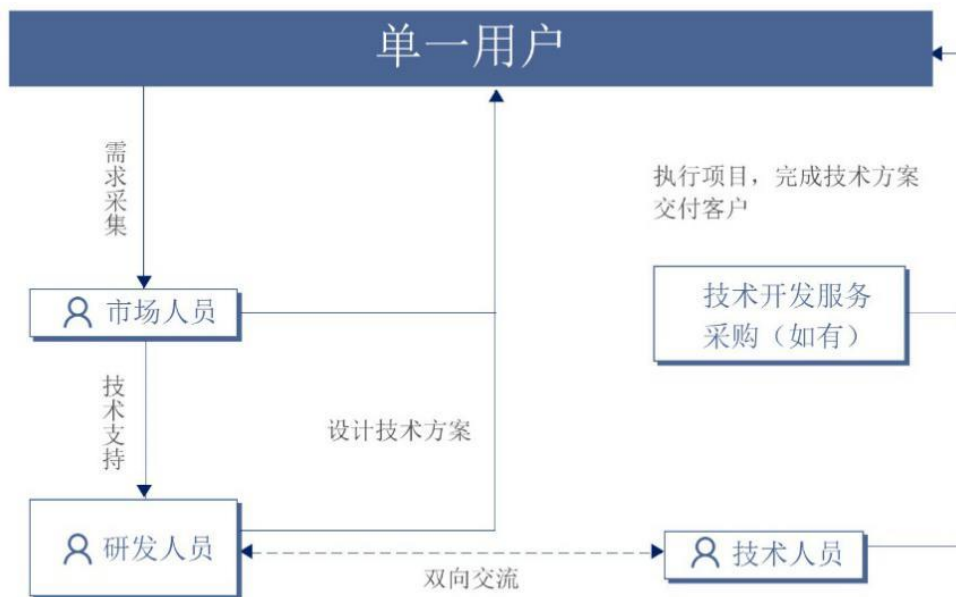 单一用户
需求采集
执行项目，完成技术方案
交付客户
市场人员
技术开发服务
采购（如有）
技术支持
设计技术方案
研发人员
技术人员
双向交流